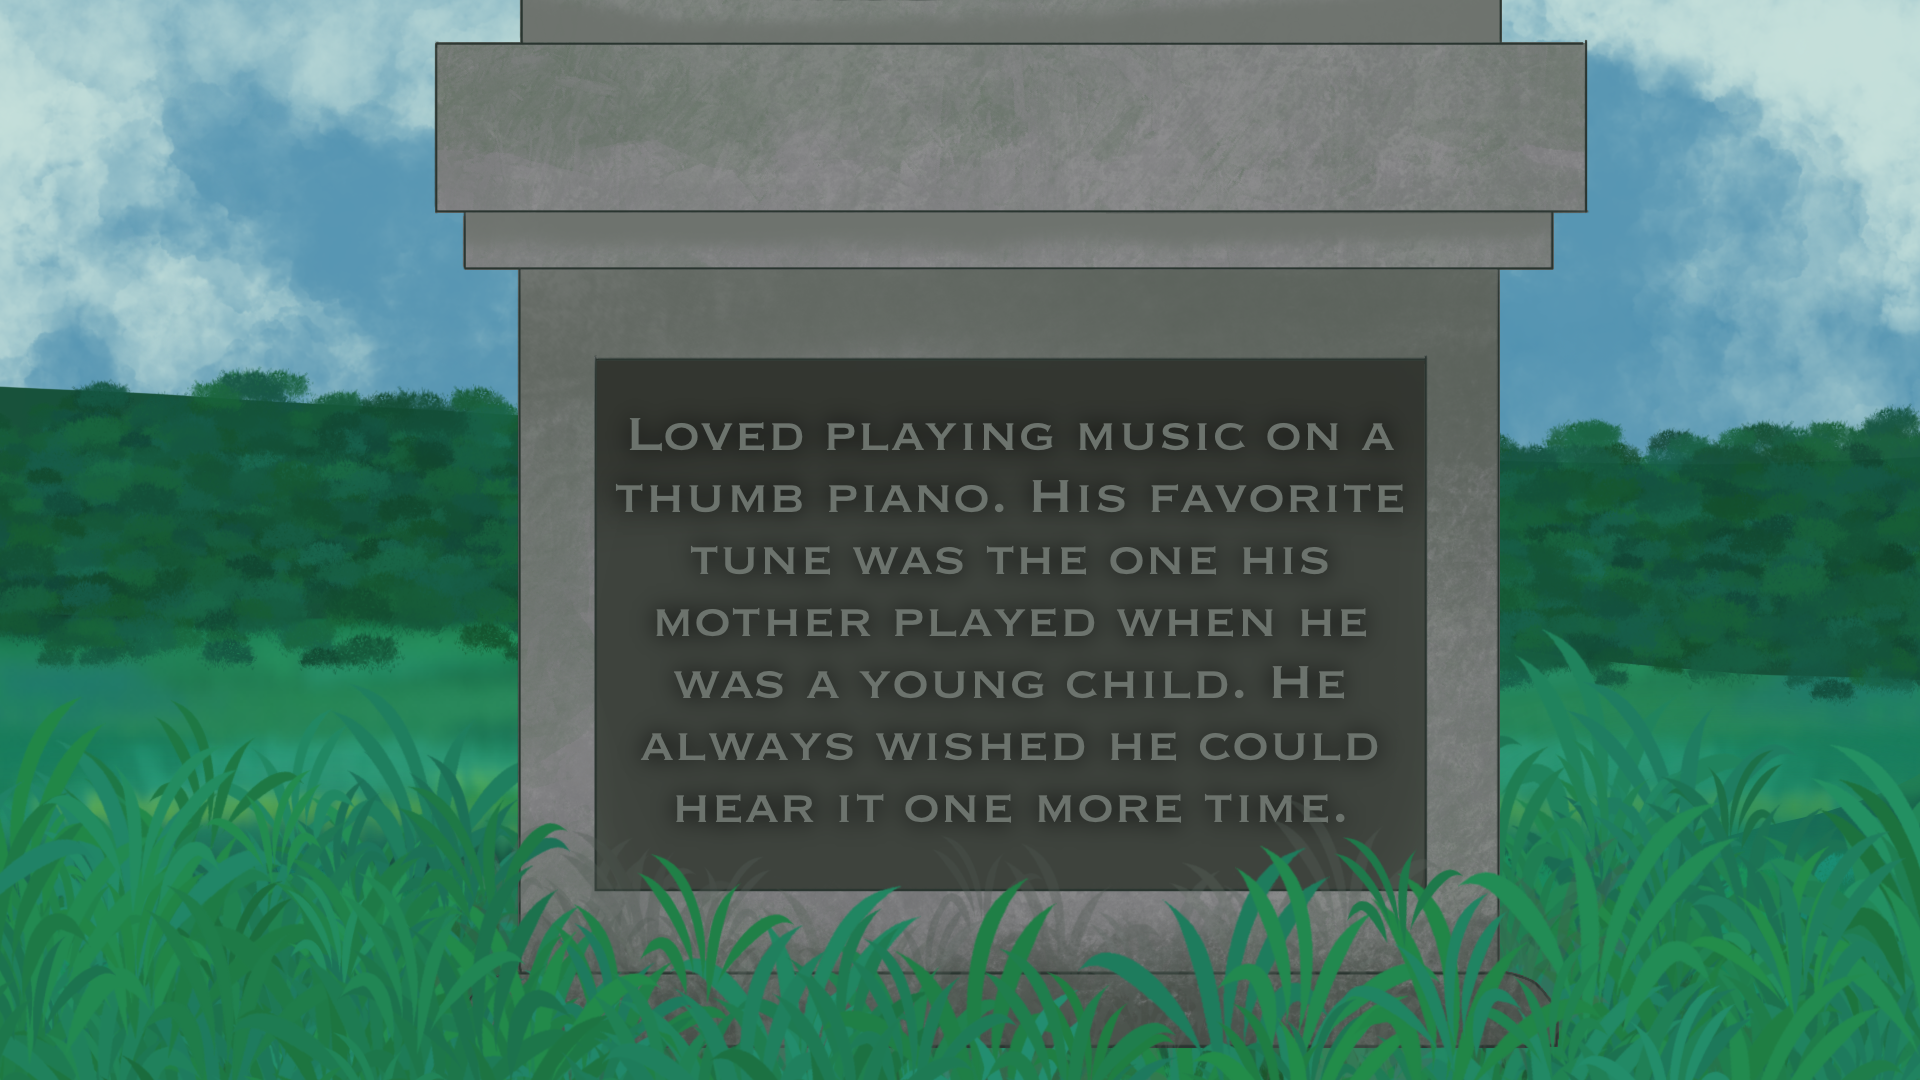 Loved playing music on a
thumb piano. His favorite
tune was the one his
mother played when he
was a young child. He
always wished he could
hear it one more time.